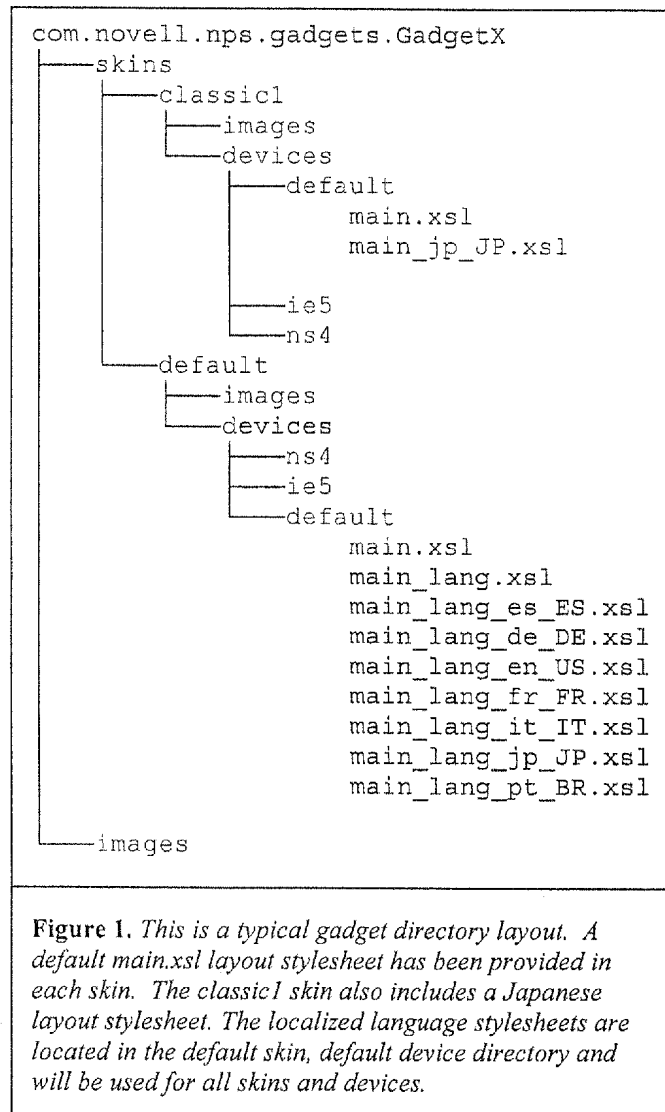 com.novell.nps.gadgets.GadgetX
skins
classic1
images
devices
default
main.xsl
main_jp_JP.xsl
ie5
ns4
default
images
devices
ns4
ie5
default
main.xsl
main_lang.xsl
main_lang_es_ES.xsl
main_lang_de_DE.xsl
main_lang_en_US.xsl
main_lang_fr_FR.xsl
main_lang_it_IT.xsl
main_lang_jp_JP.xsl
main_lang_pt_BR.xsl
images
Figure 1. This is a typical gadget directory layout. A
default main.xsl layout stylesheet has been provided in
each skin. The classic1 skin also includes a Japanese
layout stylesheet. The localized language stylesheets are
located in the default skin, default device directory and
will be used for all skins and devices.